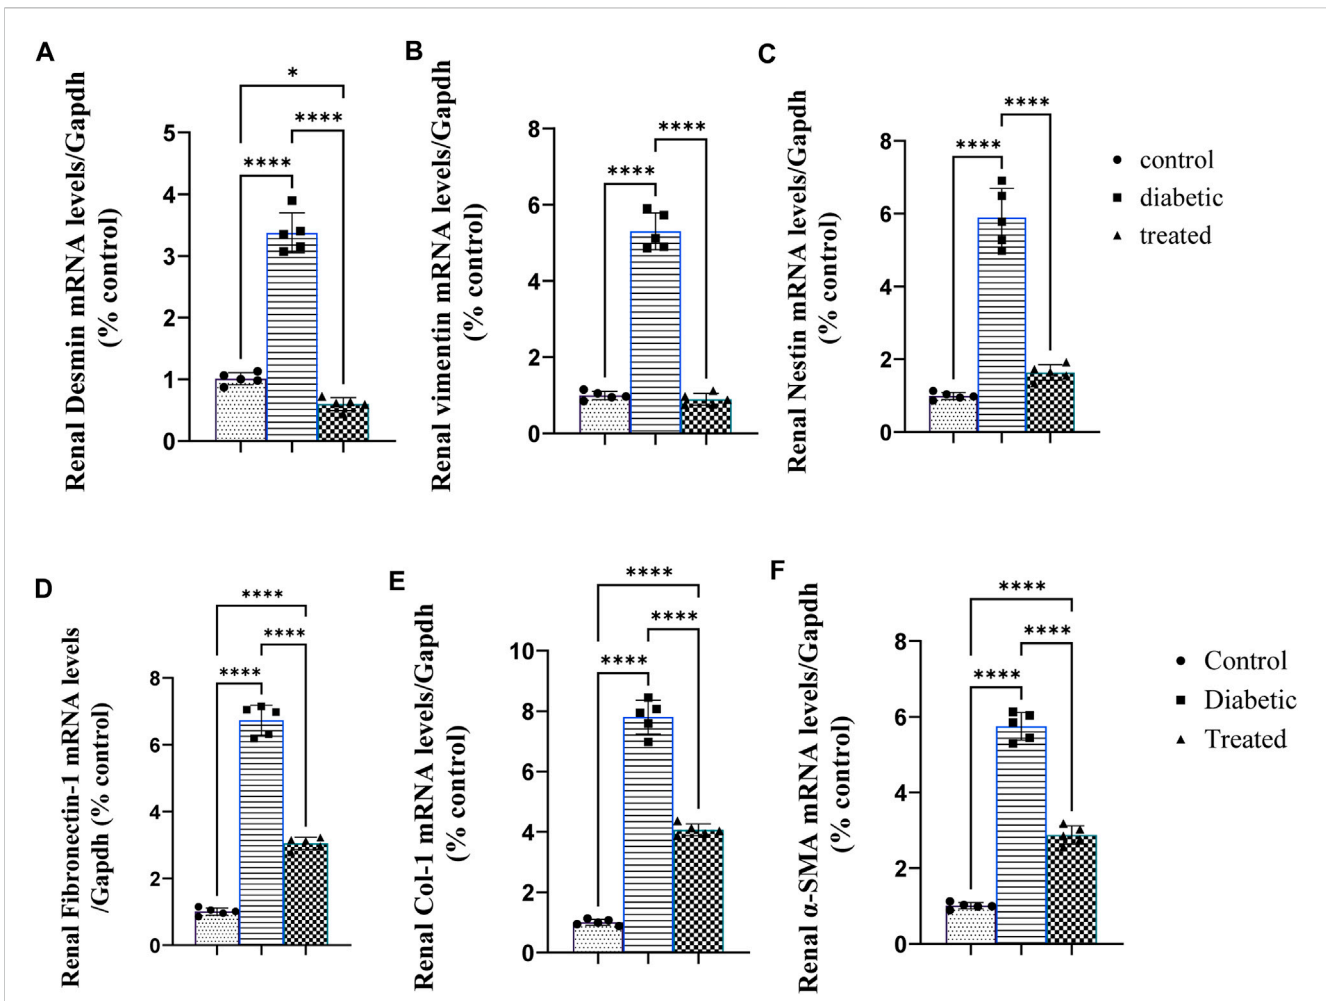 A
Renal Desmin mRNA levels/Gapdh
(% control)
5
4
3
2
1
0
*
****
****
B
Renal vimentin mRNA levels/Gapdh
(% control)
8
6
4
2
0
****
****
C
Renal Nestin mRNA levels/Gapdh
(% control)
8
6
4
2
0
****
****
control
diabetic
treated
D
Renal Fibronectin-1 mRNA levels
/Gapdh (% control)
8
6
4
2
0
****
****
****
E
Renal Col-1 mRNA levels/Gapdh
(% control)
10
8
6
4
2
0
****
****
****
F
Renal α-SMA mRNA levels/Gapdh
(% control)
8
6
4
2
0
****
****
****
Control
Diabetic
Treated